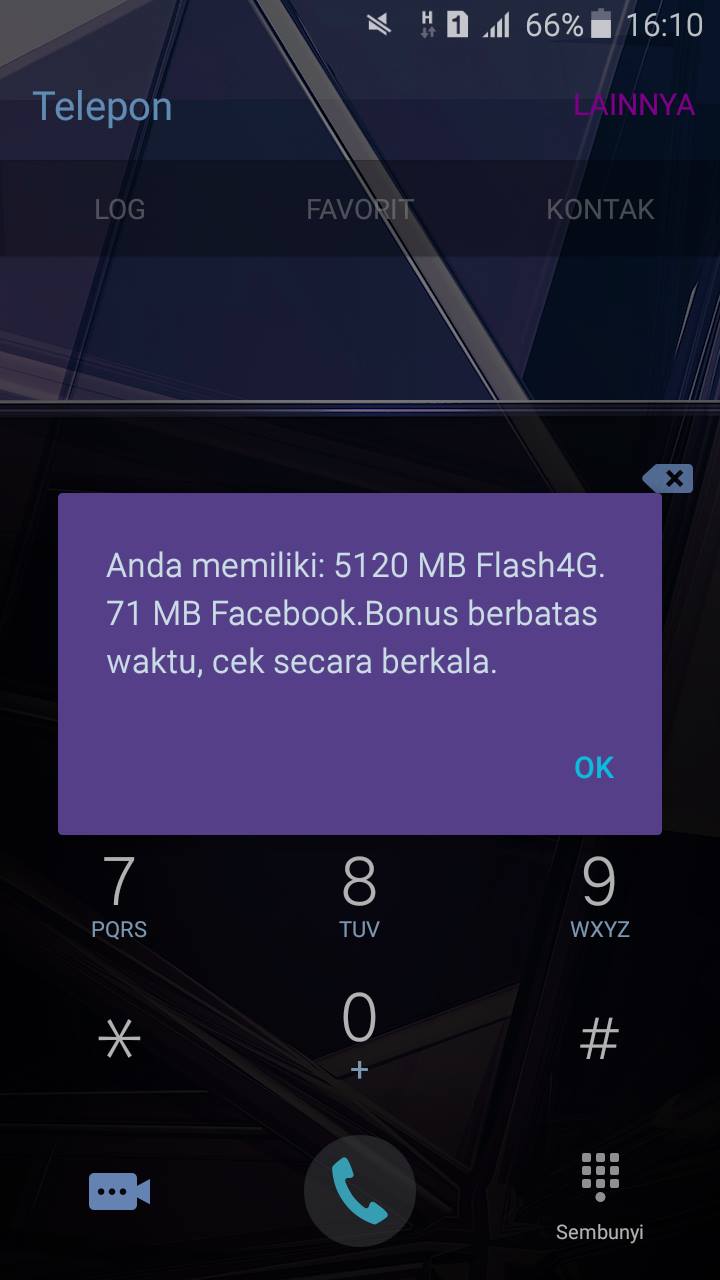 H 1 66% 16:10
Telepon LAINNYA
LOG FAVORIT KONTAK
Anda memiliki: 5120 MB Flash4G.
71 MB Facebook.Bonus berbatas
waktu, cek secara berkala.
OK
7 8 9
PQRS TUV WXYZ
* 0 #
+
Sembunyi